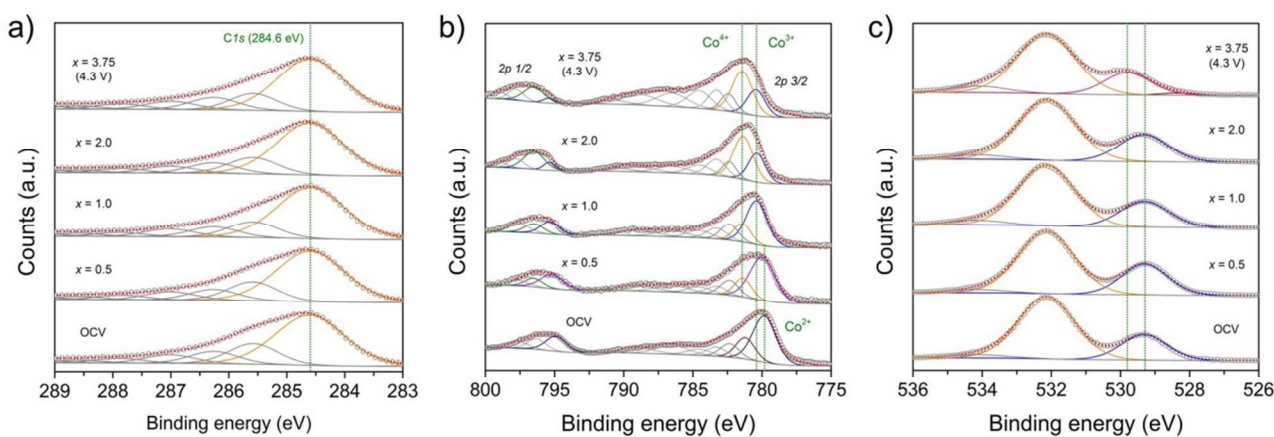 a)
C1s (284.6 eV)
x = 3.75
(4.3 V)
x = 2.0
x = 1.0
x = 0.5
OCV
Counts (a.u.)
289 288 287 286 285 284 283
Binding energy (eV)
b)
Co4+ Co3+
2p 1/2 x = 3.75
(4.3 V)
2p 3/2
x = 2.0
x = 1.0
x = 0.5
OCV
Co2+
Counts (a.u.)
800 795 790 785 780 775
Binding energy (eV)
c)
x = 3.75
(4.3 V)
x = 2.0
x = 1.0
x = 0.5
OCV
Counts (a.u.)
536 534 532 530 528 526
Binding energy (eV)